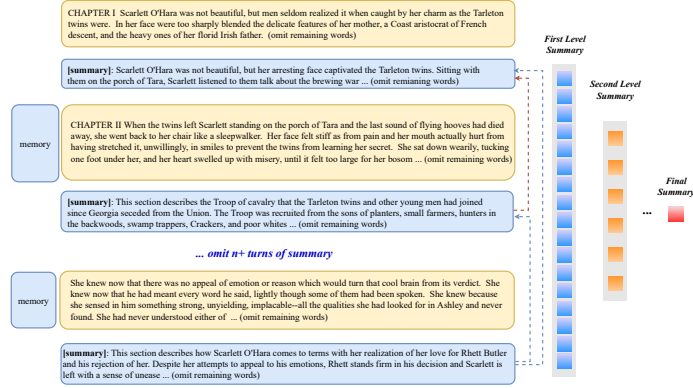 CHAPTER I Scarlett O'Hara was not beautiful, but men seldom realized it when caught by her charm as the Tarleton
twins were. In her face were too sharply blended the delicate features of her mother, a Coast aristocrat of French
descent, and the heavy ones of her florid Irish father. (omit remaining words)
[summary]: Scarlett O'Hara was not beautiful, but her arresting face captivated the Tarleton twins. Sitting with
them on the porch of Tara, Scarlett listened to them talk about the brewing war ... (omit remianing words)
memory
CHAPTER II When the twins left Scarlett standing on the porch of Tara and the last sound of flying hooves had died
away, she went back to her chair like a sleepwalker. Her face felt stiff as from pain and her mouth actually hurt from
having stretched it, unwillingly, in smiles to prevent the twins from learning her secret. She sat down wearily, tucking
one foot under her, and her heart swelled up with misery, until it felt too large for her bosom ... (omit remaining words)
[summary]: This section describes the Troop of cavalry that the Tarleton twins and other young men had joined
since Georgia seceded from the Union. The Troop was recruited from the sons of planters, small farmers, hunters in
the backwoods, swamp trappers, Crackers, and poor whites ... (omit remaining words)
... omit n+ turns of summary
memory
She knew now that there was no appeal of emotion or reason which would turn that cool brain from its verdict. She
knew now that he had meant every word he said, lightly though some of them had been spoken. She knew because
she sensed in him something strong, unyielding, implacable--all the qualities she had looked for in Ashley and never
found. She had never understood either of ... (omit remaining words)
[summary]: This section describes how Scarlett O'Hara comes to terms with her realization of her love for Rhett Butler
and his rejection of her. Despite her attempts to appeal to his emotions, Rhett stands firm in his decision and Scarlett is
left with a sense of unease ... (omit remaining words)
First Level
Summary
Second Level
Summary
...
Final
Summary